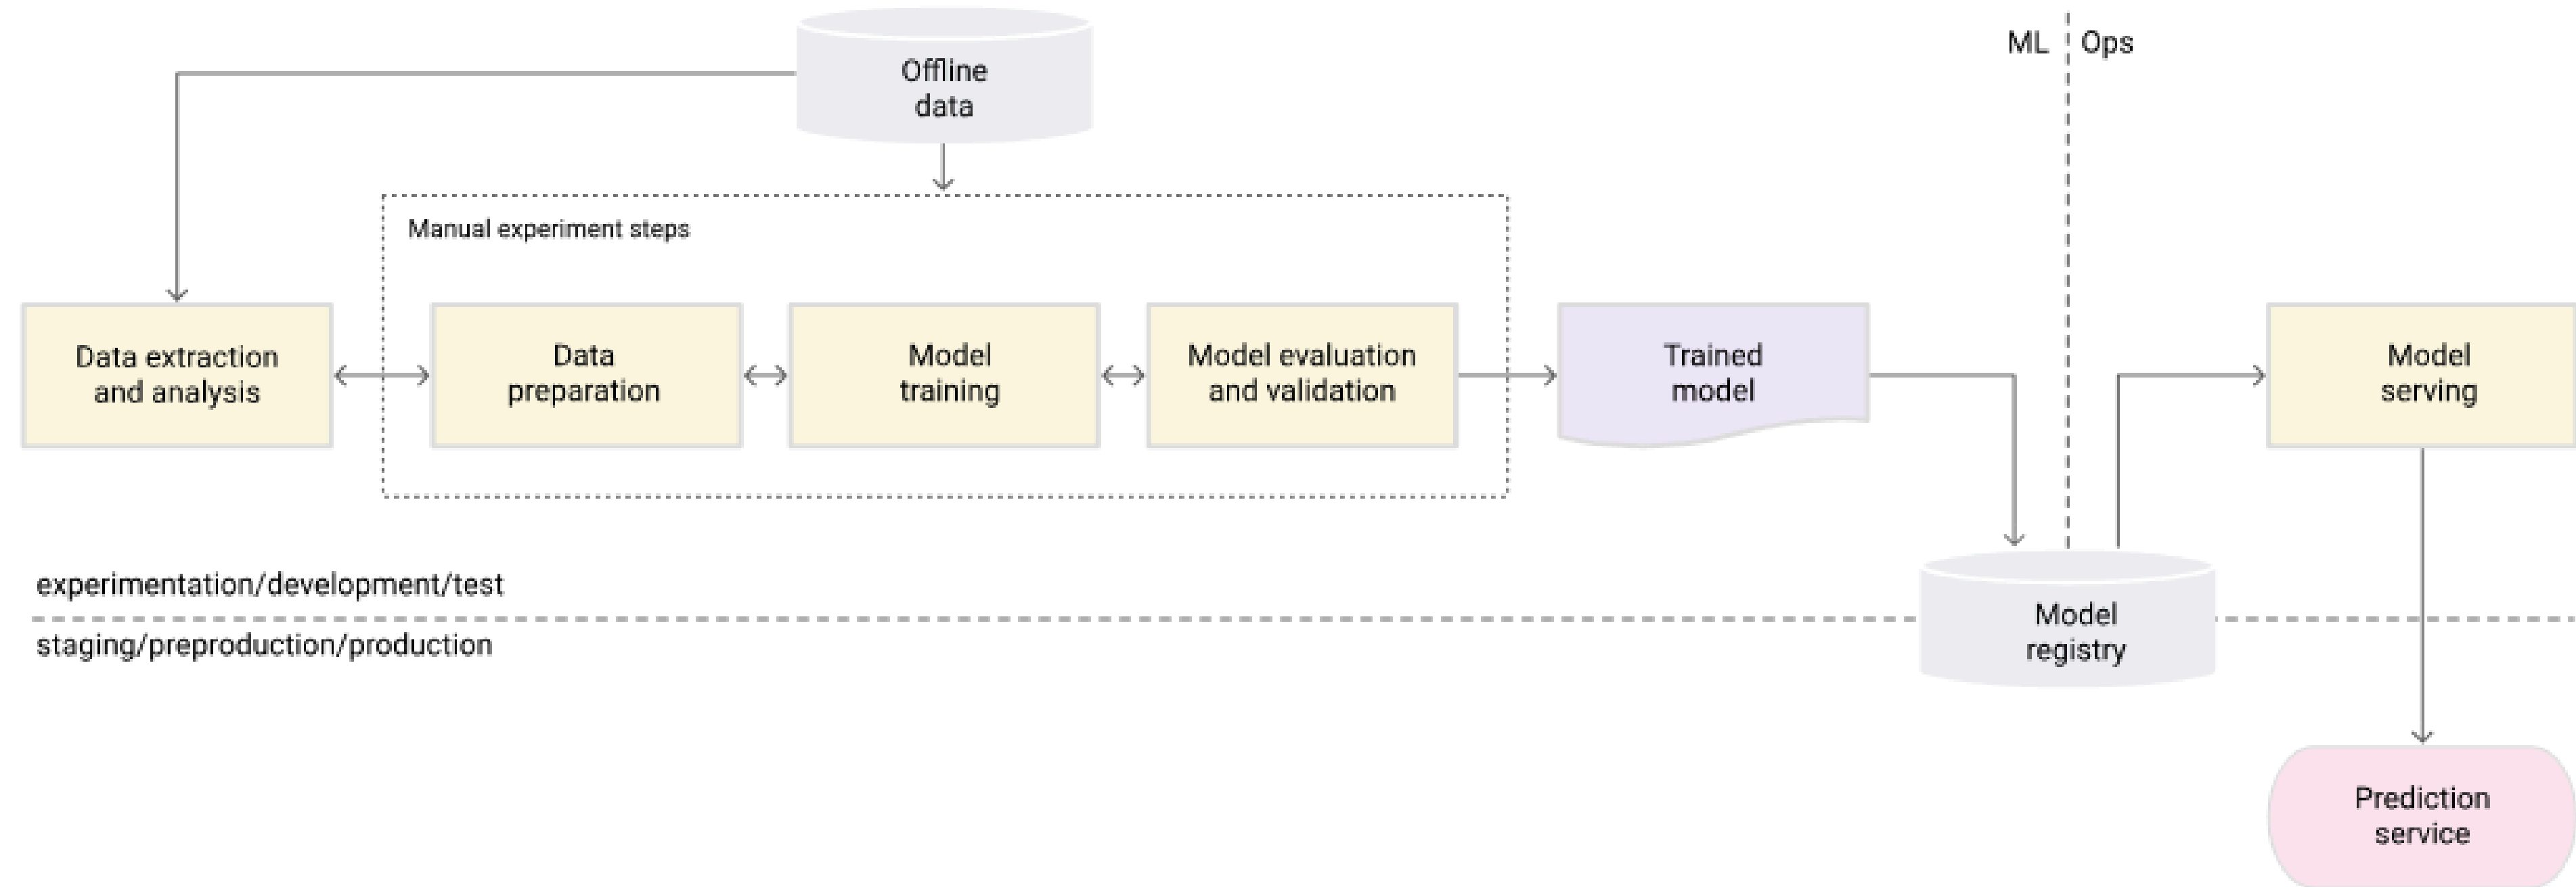 Offline
data
ML
Ops
Manual experiment steps
Data extraction
and analysis
Data
preparation
Model
training
Model evaluation
and validation
Trained
model
Model
serving
experimentation/development/test
staging/preproduction/production
Model
registry
Prediction
service